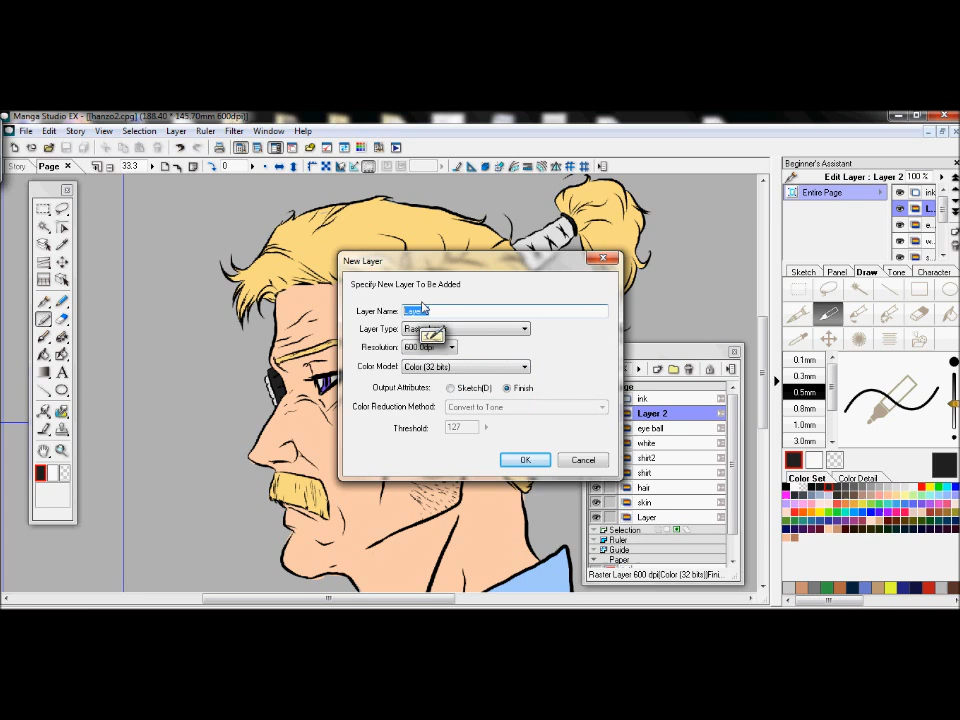 Manga Studio EX - [[hanzo2.cpg] (188.40 * 145.70mm 600dpi)]
File Edit Story View Selection Layer Ruler Filter Window Help
Story Page × 33.3 0
Beginner's Assistant
Edit Layer : Layer 2 100 %
Entire Page
ink
L...
e...
w...
s...
Sketch Panel Draw Tone Character
0.1mm
0.3mm
0.5mm
0.8mm
1.0mm
3.0mm
Color Set Color Detail
New Layer
Specify New Layer To Be Added
Layer Name:
Layer Type:
Resolution: 600.0dpi
Color Model: Color (32 bits)
Output Attributes: Sketch(D) Finish
Color Reduction Method: Convert to Tone
Threshold: 127
OK Cancel
ink
Layer 2
eye ball
white
shirt2
shirt
hair
skin
Layer
Selection
Ruler
Guide
Paper
Raster Layer 600 dpi(Color (32 bits)Fini...